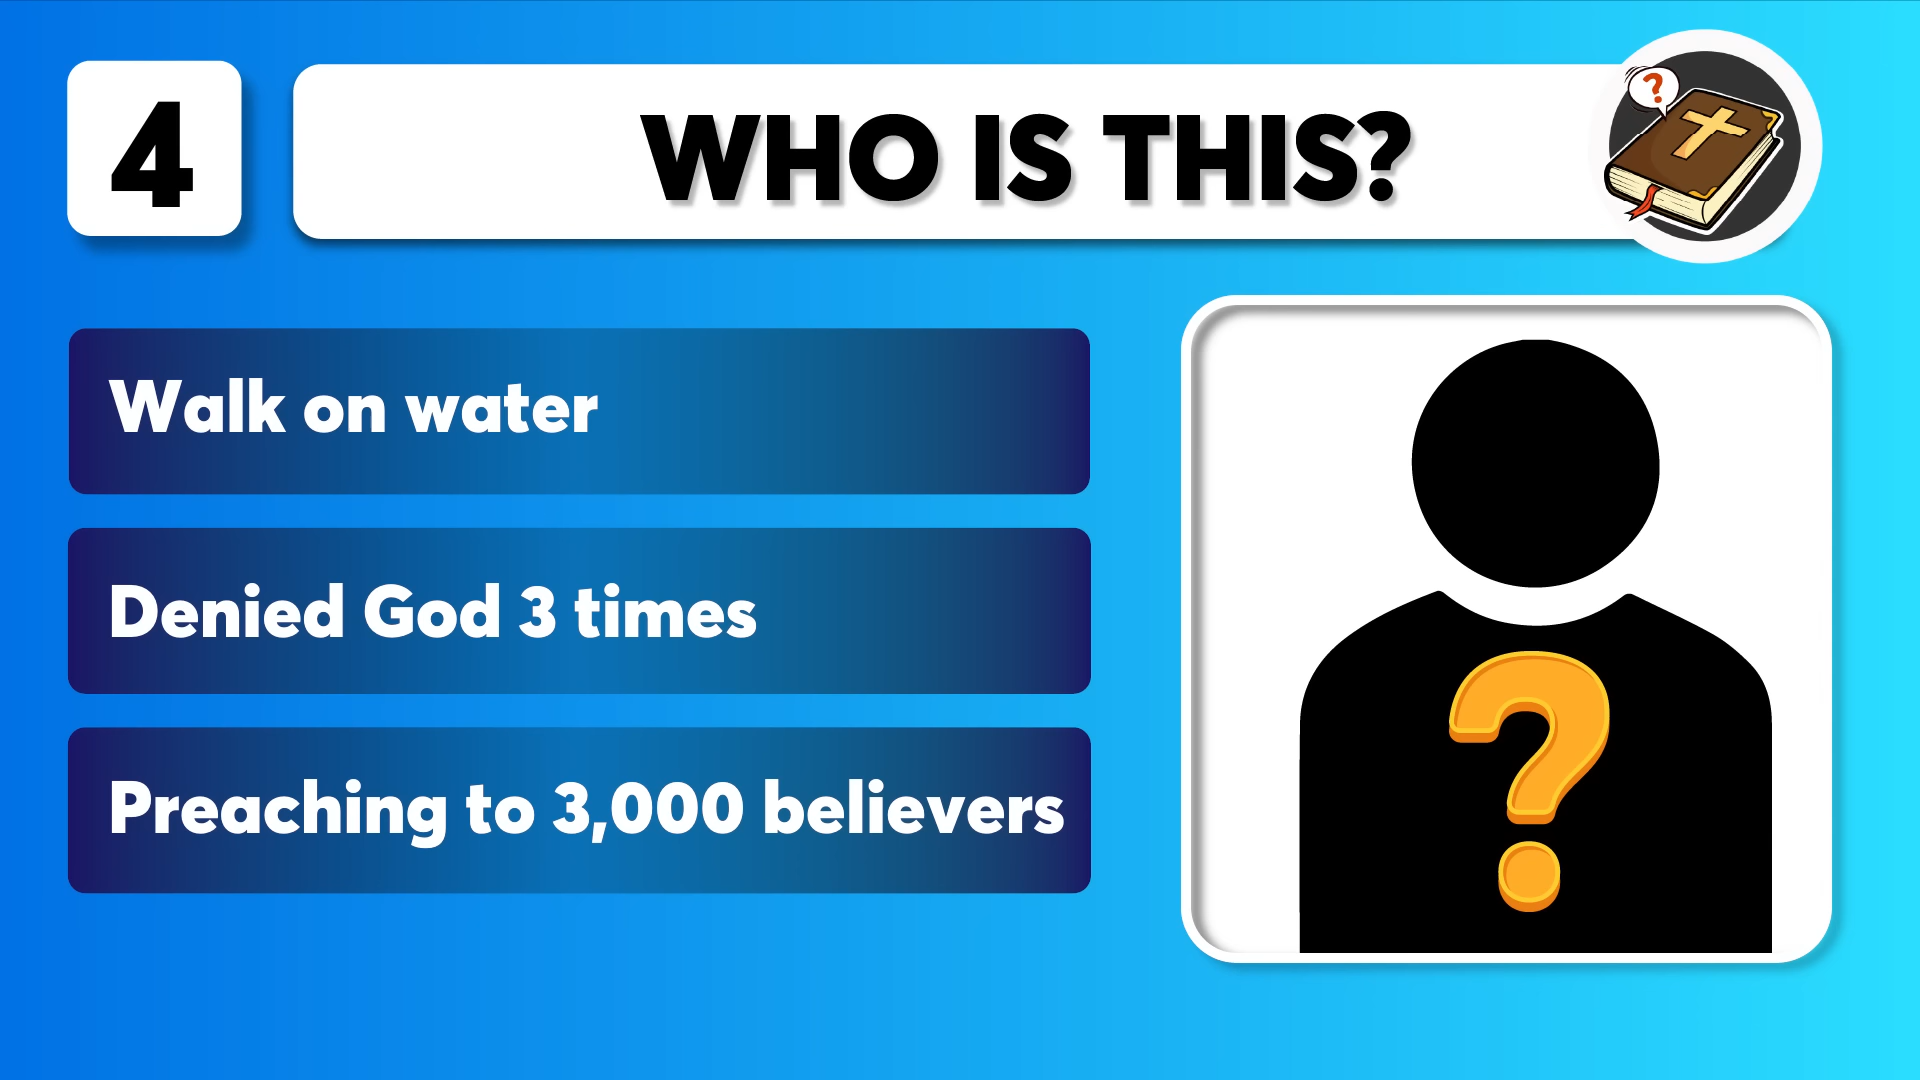 4
WHO IS THIS?
?
Walk on water
Denied God 3 times
Preaching to 3,000 believers
?